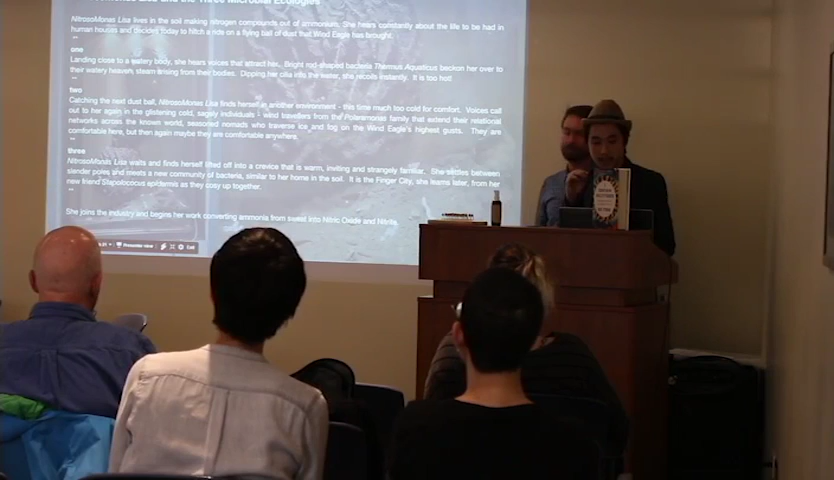 and the Three Microbial Ecologies
NitrosoMonas Lisa lives in the soil making nitrogen compounds out of ammonium. She hears constantly about the life to be had in
human houses and decides today to hitch a ride on a flying ball of dust that Wind Eagle has brought.
one
Landing close to a watery body, she hears voices that attract her. Bright rod-shaped bacteria Thermus Aquaticus beckon her over to
their watery heaven, steam arising from their bodies. Dipping her cilia into the water, she recoils instantly. It is too hot!
two
Catching the next dust ball, NitrosoMonas Lisa finds herself in another environment - this time much too cold for comfort. Voices call
out to her again in the glistening cold, sagely individuals - wind travellers from the Polaromonas family that extend their relational
networks across the known world, seasoned nomads who traverse ice and fog on the Wind Eagle's highest gusts. They are
comfortable here, but then again maybe they are comfortable anywhere.
three
NitrosoMonas Lisa waits and finds herself lifted off into a crevice that is warm, inviting and strangely familiar. She settles between
slender poles and meets a new community of bacteria, similar to her home in the soil. It is the Finger City, she learns later, from her
new friend Stapolococus epidermis as they cosy up together.
She joins the industry and begins her work converting ammonia from sweat into Nitric Oxide and Nitrite.
Presenter view
Exit